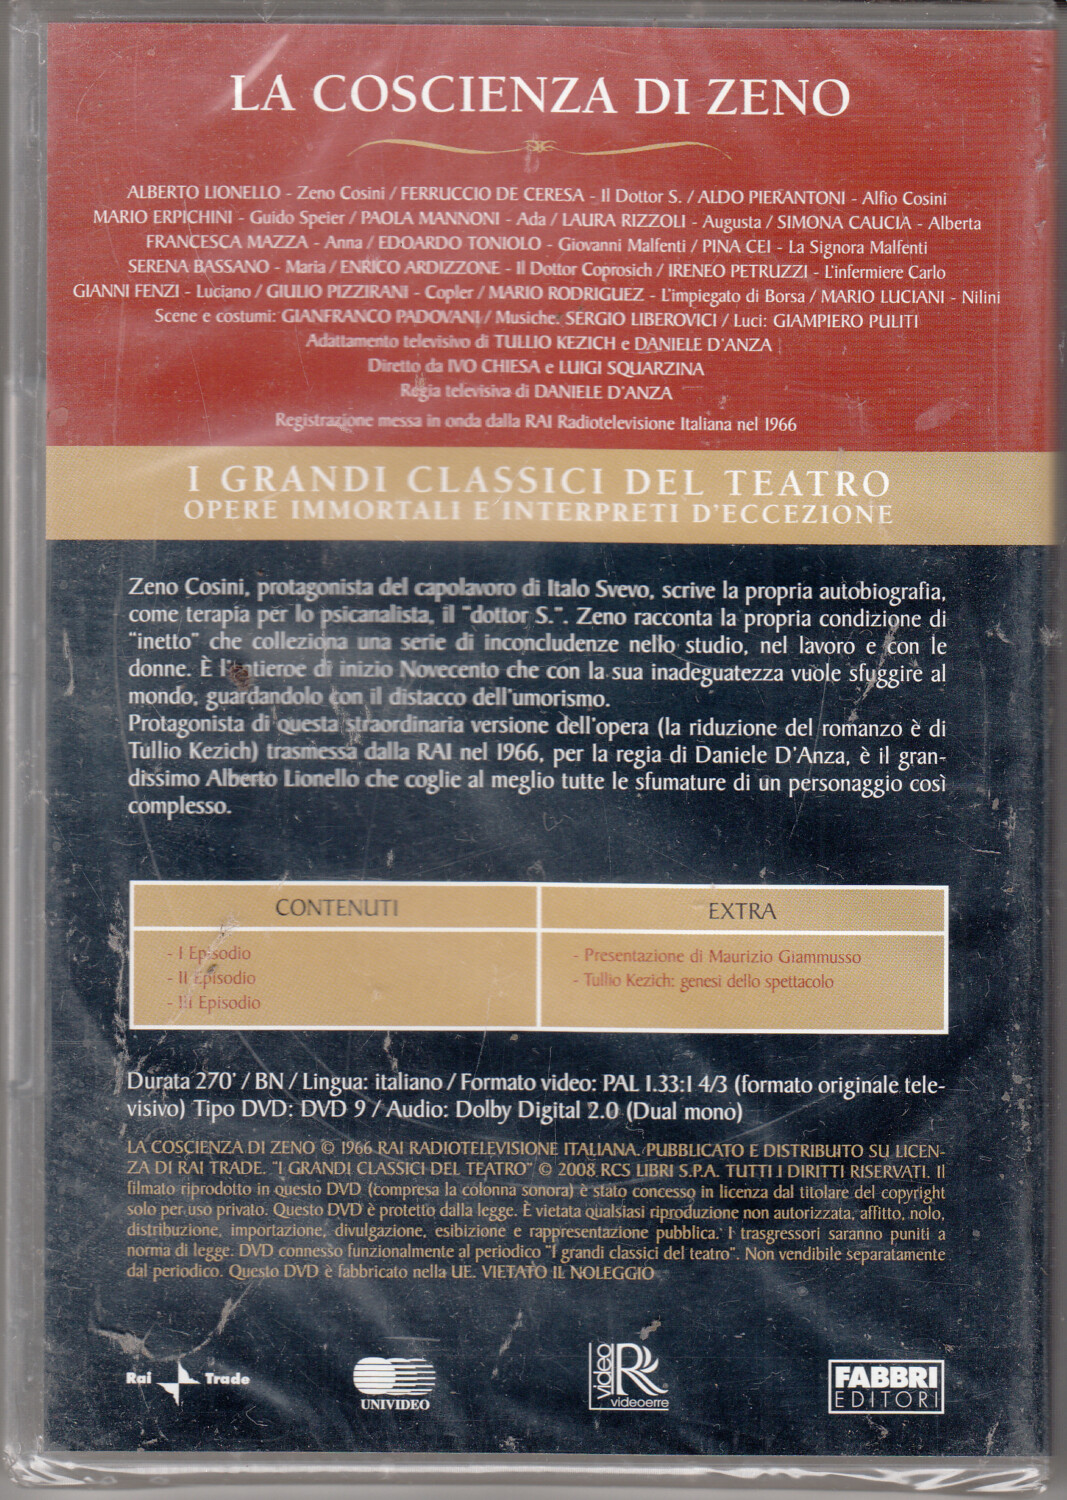 LA COSCIENZA DI ZENO
ALBERTO LIONELLO - Zeno Cosini / FERRUCCIO DE CERESA - Il Dottor S. / ALDO PIERANTONI - Alfio Cosini
MARIO ERPICHINI - Guido Speier / PAOLA MANNONI - Ada / LAURA RIZZOLI - Augusta / SIMONA CAUCIA - Alberta
FRANCESCA MAZZA - Anna / EDOARDO TONIOLO - Giovanni Malfenti / PINA CEI - La Signora Malfenti
SERENA BASSANO - Maria / ENRICO ARDIZZONE - Il Dottor Coprosich / IRENEO PETRUZZI - L'infermiere Carlo
GIANNI FENZI - Luciano / GIULIO PIZZIRANI - Copler / MARIO RODRIGUEZ - L'impiegato di Borsa / MARIO LUCIANI - Nilini
Scene e costumi: GIANFRANCO PADOVANI / Musiche. SERGIO LIBEROVICI / Luci: GIAMPIERO PULITI
Adattamento televisivo di TULLIO KEZICH e DANIELE D'ANZA
Diretto da IVO CHIESA e LUIGI SQUARZINA
Regia televisiva di DANIELE D'ANZA
Registrazione messa in onda dalla RAI Radiotelevisione Italiana nel 1966
I GRANDI CLASSICI DEL TEATRO
OPERE IMMORTALI E INTERPRETI D'ECCEZIONE
Zeno Cosini, protagonista del capolavoro di Italo Svevo, scrive la propria autobiografia,
come terapia per lo psicanalista, il "dottor S.". Zeno racconta la propria condizione di
"inetto" che colleziona una serie di inconcludenze nello studio, nel lavoro e con le
donne. È l'antieroe di inizio Novecento che con la sua inadeguatezza vuole sfuggire al
mondo, guardandolo con il distacco dell'umorismo.
Protagonista di questa straordinaria versione dell'opera (la riduzione del romanzo è di
Tullio Kezich) trasmessa dalla RAI nel 1966, per la regia di Daniele D'Anza, è il gran-
dissimo Alberto Lionello che coglie al meglio tutte le sfumature di un personaggio così
complesso.
CONTENUTI
- I Episodio
- II Episodio
- III Episodio
EXTRA
- Presentazione di Maurizio Giammusso
- Tullio Kezich: genesi dello spettacolo
Durata 270' / BN / Lingua: italiano / Formato video: PAL 1.33:1 4/3 (formato originale tele-
visivo) Tipo DVD: DVD 9 / Audio: Dolby Digital 2.0 (Dual mono)
LA COSCIENZA DI ZENO © 1966 RAI RADIOTELEVISIONE ITALIANA. PUBBLICATO E DISTRIBUITO SU LICEN-
ZA DI RAI TRADE. "I GRANDI CLASSICI DEL TEATRO" © 2008 RCS LIBRI S.P.A. TUTTI I DIRITTI RISERVATI. Il
filmato riprodotto in questo DVD (compresa la colonna sonora) è stato concesso in licenza dal titolare del copyright
solo per uso privato. Questo DVD è protetto dalla legge. È vietata qualsiasi riproduzione non autorizzata, affitto, nolo,
distribuzione, importazione, divulgazione, esibizione e rappresentazione pubblica. I trasgressori saranno puniti a
norma di legge. DVD connesso funzionalmente al periodico "I grandi classici del teatro". Non vendibile separatamente
dal periodico. Questo DVD è fabbricato nella UE. VIETATO IL NOLEGGIO
Rai Trade
UNIVIDEO
video R
videoerre
FABBRI
EDITORI